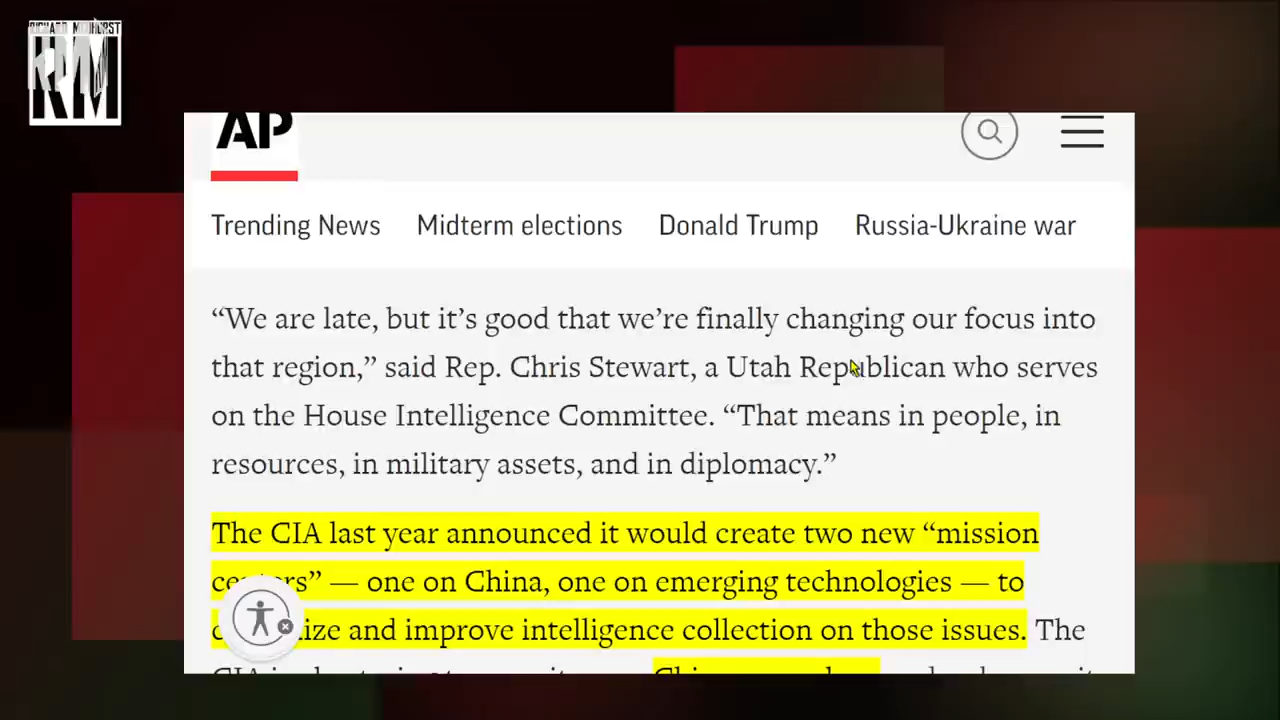 RICHARD MEDHURST
RM
AP
Trending News Midterm elections Donald Trump Russia-Ukraine war
“We are late, but it’s good that we’re finally changing our focus into
that region,” said Rep. Chris Stewart, a Utah Republican who serves
on the House Intelligence Committee. “That means in people, in
resources, in military assets, and in diplomacy.”
The CIA last year announced it would create two new “mission
centers” — one on China, one on emerging technologies — to
and improve intelligence collection on those issues. The